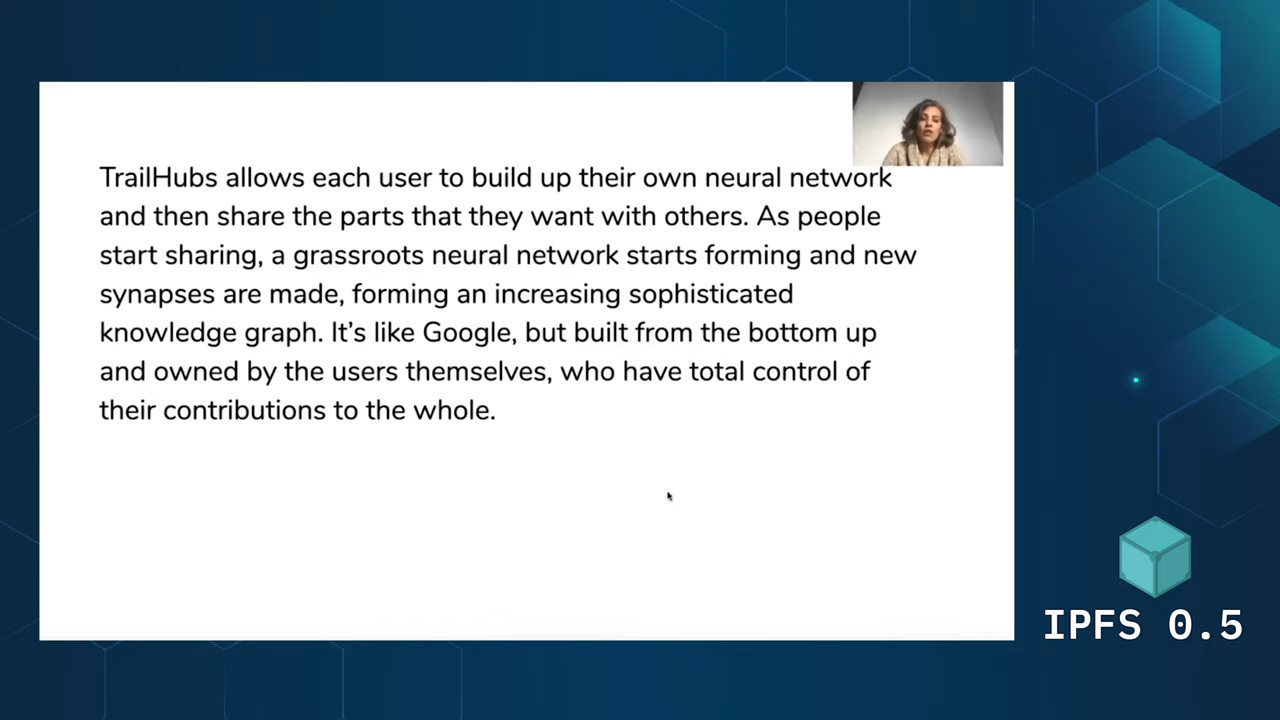 TrailHubs allows each user to build up their own neural network
and then share the parts that they want with others. As people
start sharing, a grassroots neural network starts forming and new
synapses are made, forming an increasing sophisticated
knowledge graph. It’s like Google, but built from the bottom up
and owned by the users themselves, who have total control of
their contributions to the whole.
IPFS 0.5